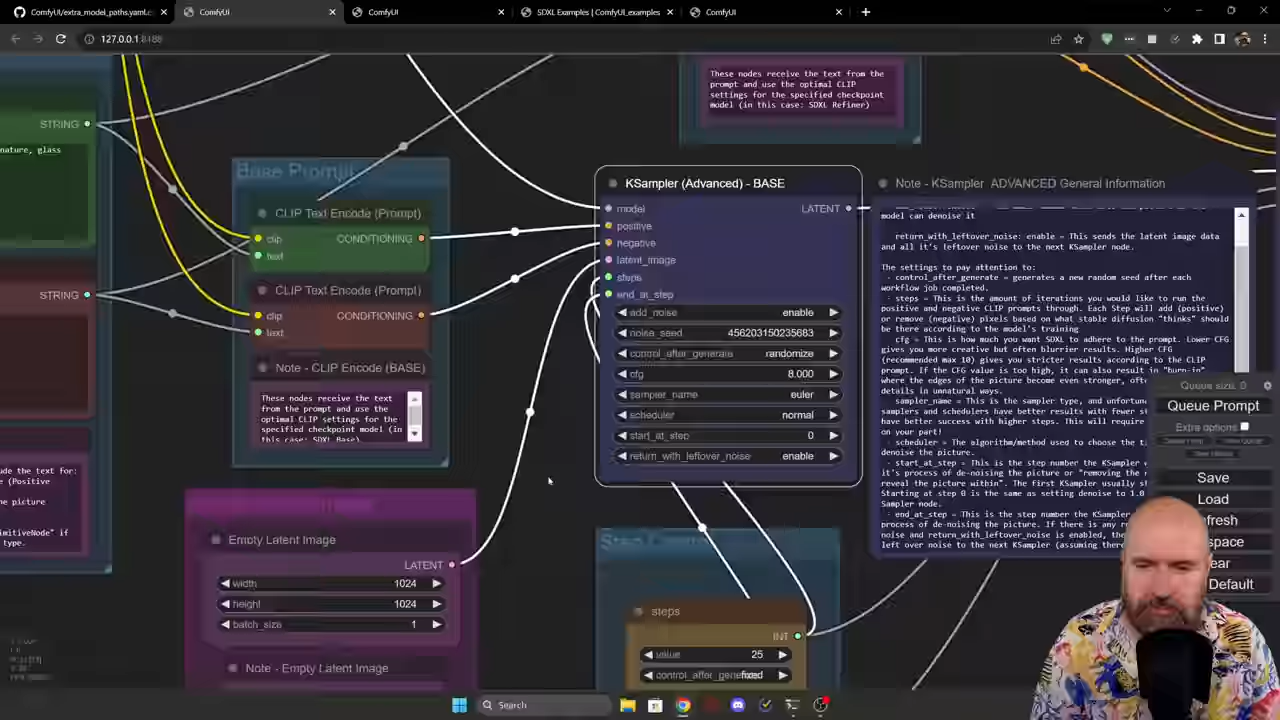 ComfyUI/extra_model_paths.yaml.e
ComfyUI
ComfyUI
SDXL Examples | ComfyUI_examples
ComfyUI
127.0.0.1:8188
STRING
nature, glass
STRING
ude the text for:
(Positive
e picture
imitiveNode" if
type.
Base Prompt
CLIP Text Encode (Prompt)
clip
CONDITIONING
text
CLIP Text Encode (Prompt)
clip
CONDITIONING
text
Note - CLIP Encode (BASE)
These nodes receive the text
from the prompt and use the
optimal CLIP settings for the
specified checkpoint model (in
this case: SDXL Base)
Empty Latent Image
LATENT
width 1024
height 1024
batch_size 1
Note - Empty Latent Image
These nodes receive the text from the
prompt and use the optimal CLIP
settings for the specified checkpoint
model (in this case: SDXL Refiner)
KSampler (Advanced) - BASE
model
LATENT
positive
negative
latent_image
steps
end_at_step
add_noise enable
noise_seed 456203150235683
control_after_generate randomize
cfg 8.000
sampler_name euler
scheduler normal
start_at_step 0
return_with_leftover_noise enable
steps
INT
value 25
control_after_gene fixed
Note - KSampler ADVANCED General Information
model can denoise it
return_with_leftover_noise: enable = This sends the latent image data
and all it's leftover noise to the next KSampler node.
The settings to pay attention to:
- control_after_generate = generates a new random seed after each
workflow job completed.
- steps = This is the amount of iterations you would like to run the
positive and negative CLIP prompts through. Each Step will add (positive)
or remove (negative) pixels based on what stable diffusion "thinks" should
be there according to the model's training
- cfg = This is how much you want SDXL to adhere to the prompt. Lower CFG
gives you more creative but often blurrier results. Higher CFG
(recommended max 10) gives you stricter results according to the CLIP
prompt. If the CFG value is too high, it can also result in "burn-in"
where the edges of the picture become even stronger, oft
details in unnatural ways.
- sampler_name = This is the sampler type, and unfortun
samplers and schedulers have better results with fewer st
have better success with higher steps. This will require
on your part!
- scheduler = The algorithm/method used to choose the ti
denoise the picture.
- start_at_step = This is the step number the KSampler
it's process of de-noising the picture or "removing the r
reveal the picture within". The first KSampler usually st
Starting at step 0 is the same as setting denoise to 1.0
Sampler node.
- end_at_step = This is the step number the KSampler
process of de-noising the picture. If there is any re
noise and return_with_leftover_noise is enabled, the
left over noise to the next KSampler (assuming there
Queue size: 0
Queue Prompt
Extra options
Save
Load
efresh
space
ear
Default
Search